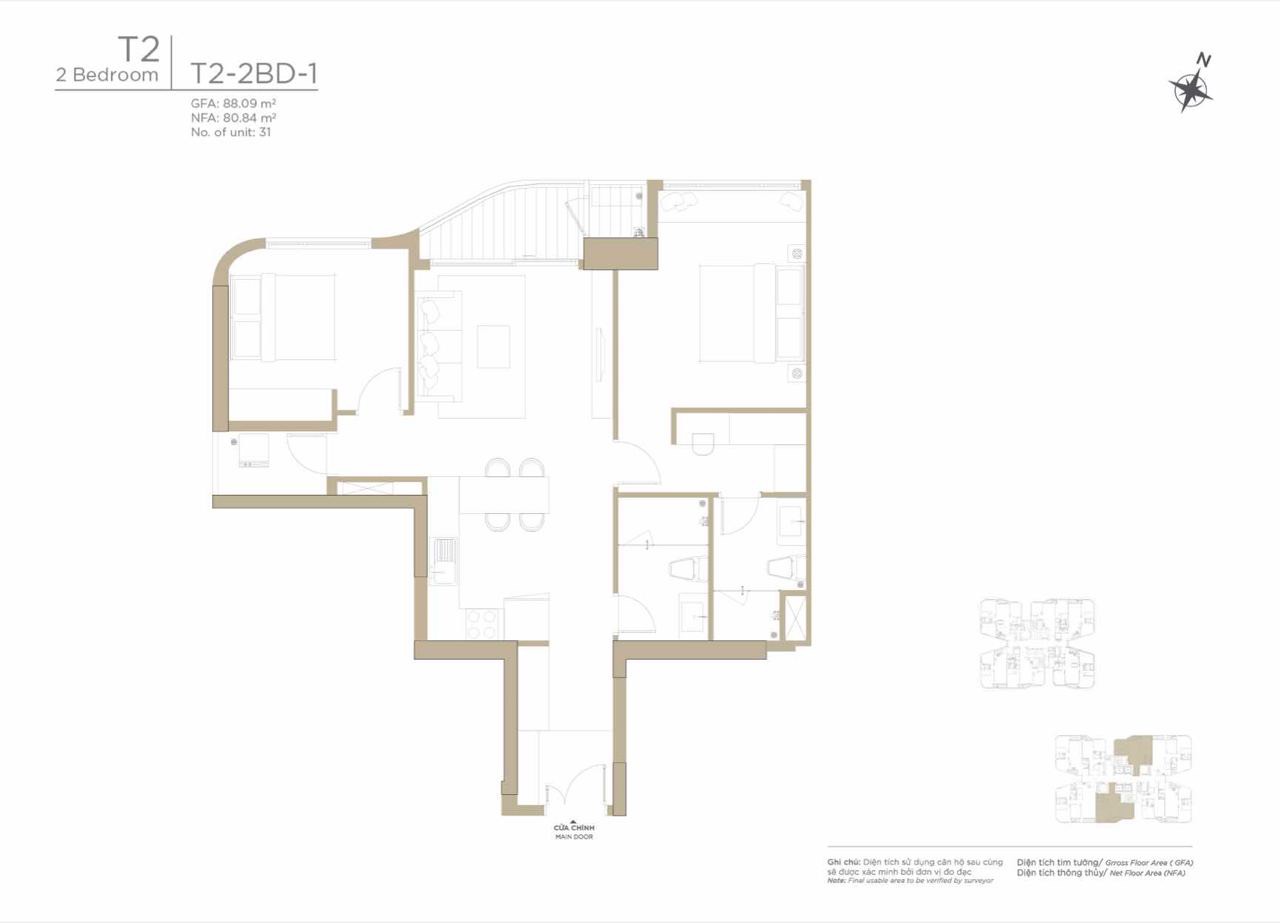 T2
2 Bedroom
T2-2BD-1
GFA: 88.09 m²
NFA: 80.84 m²
No. of unit: 31
N
CỬA CHÍNH
MAIN DOOR
Ghi chú: Diện tích sử dụng căn hộ sau cùng
sẽ được xác minh bởi đơn vị đo đạc
Note: Final usable area to be verified by surveyor
Diện tích tim tường/ Grross Floor Area ( GFA)
Diện tích thông thủy/ Net Floor Area (NFA)